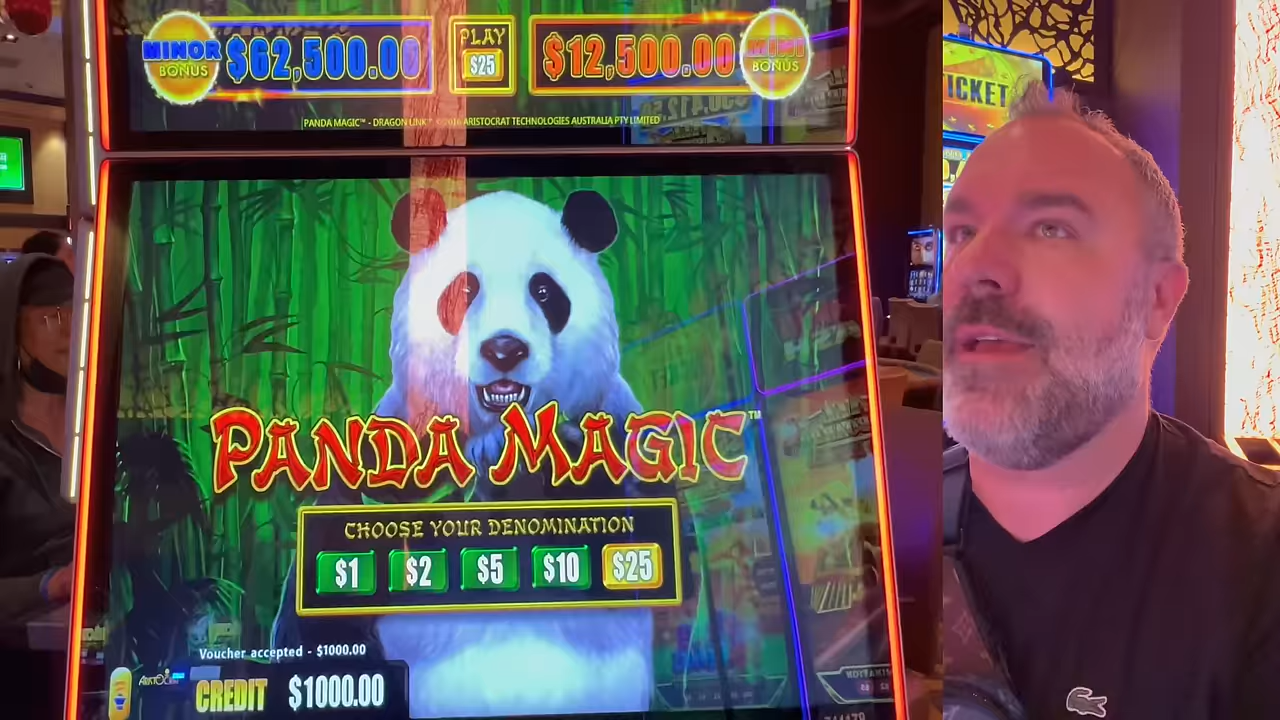 MINOR
BONUS
$62,500.00
PLAY
$25
$12,500.00
MINI
BONUS
PANDA MAGIC™ - DRAGON LINK™ ©2016 ARISTOCRAT TECHNOLOGIES AUSTRALIA PTY LIMITED
TICKET
PANDA MAGIC™
CHOOSE YOUR DENOMINATION
$1 $2 $5 $10 $25
Voucher accepted - $1000.00
ARISTOCRAT
CREDIT $1000.00